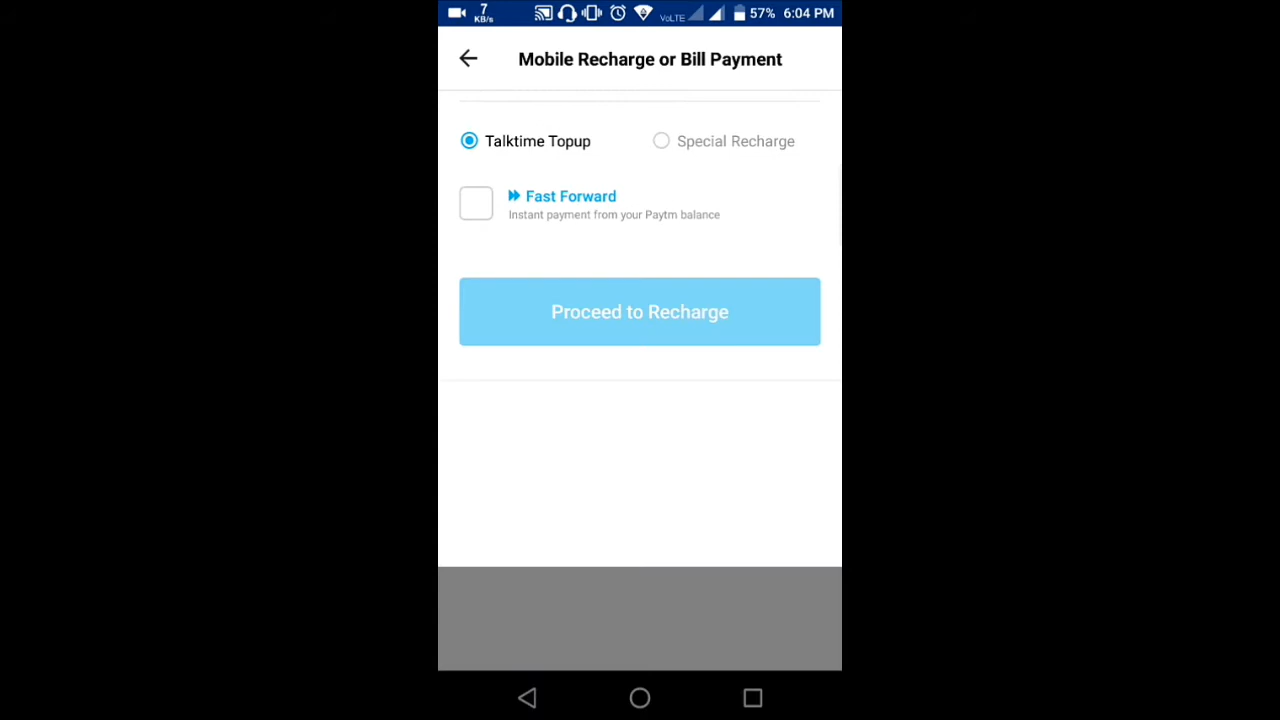 7
KB/s
VoLTE
57% 6:04 PM
Mobile Recharge or Bill Payment
Talktime Topup
Special Recharge
Fast Forward
Instant payment from your Paytm balance
Proceed to Recharge